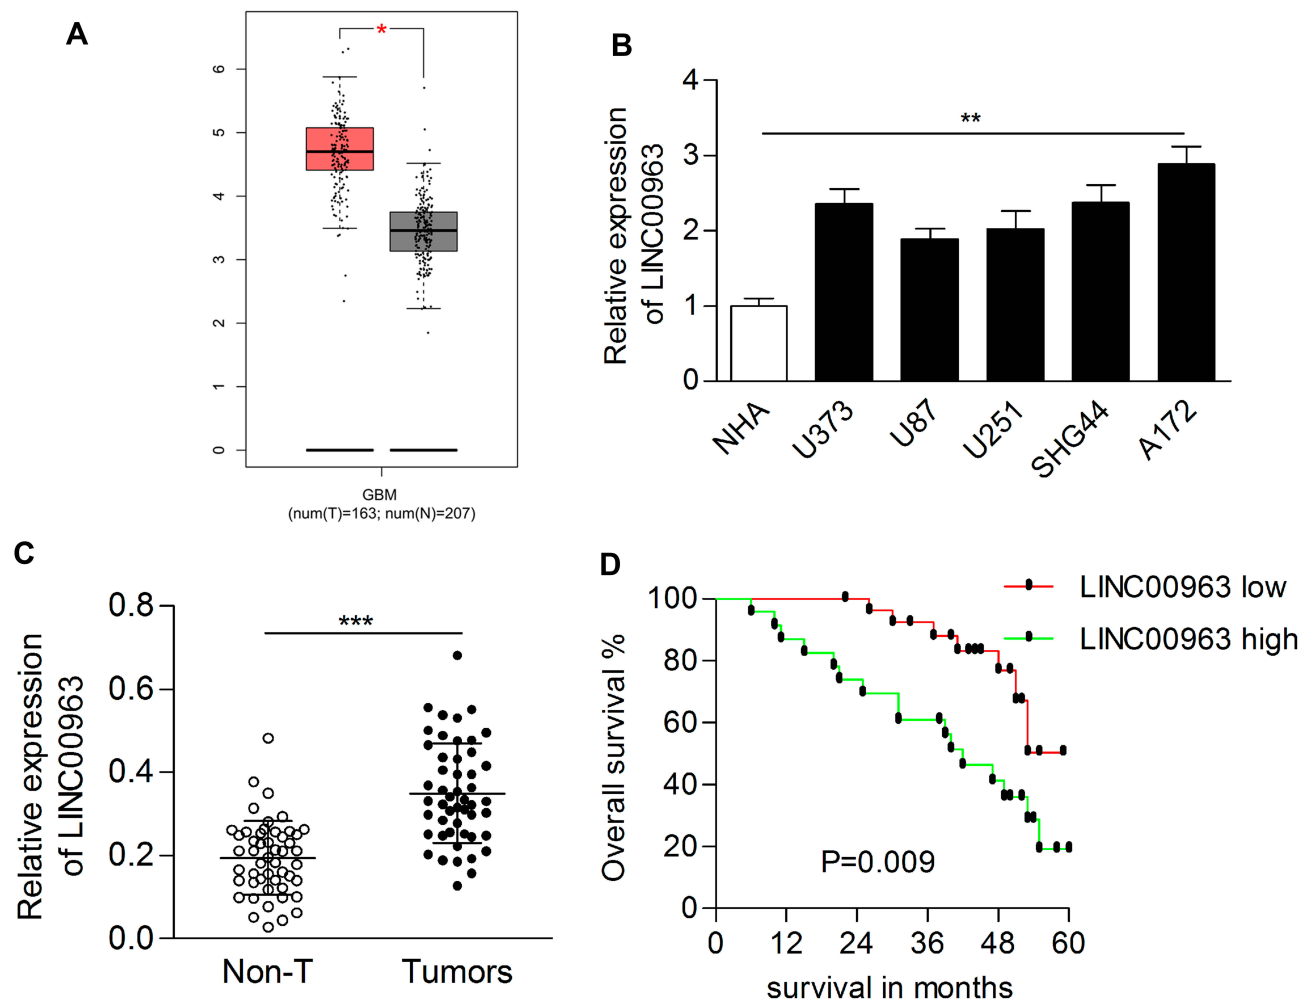 A
*
6
5
4
3
2
1
0
GBM
(num(T)=163; num(N)=207)
B
Relative expression
of LINC00963
4
3
2
1
0
**
NHA
U373
U87
U251
SHG44
A172
C
Relative expression
of LINC00963
0.8
0.6
0.4
0.2
0.0
***
Non-T
Tumors
D
Overall survival %
100
80
60
40
20
0
LINC00963 low
LINC00963 high
P=0.009
0 12 24 36 48 60
survival in months